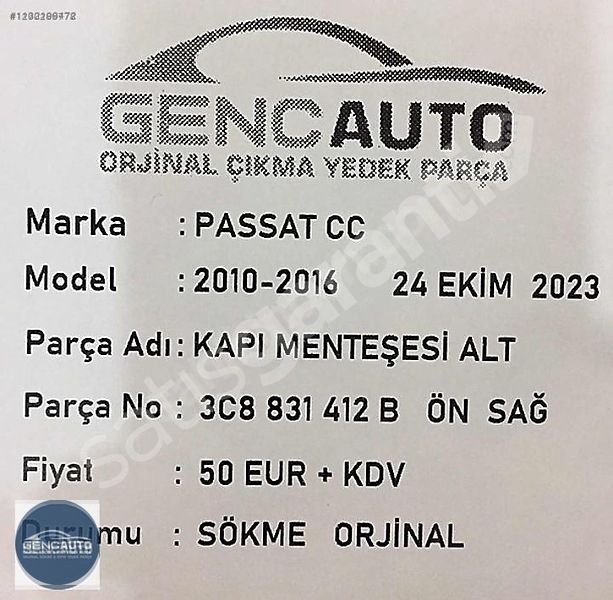 GENCAUTO
ORJİNAL ÇIKMA YEDEK PARÇA
Marka : PASSAT CC
Model : 2010-2016 24 EKİM 2023
Parça Adı : KAPI MENTEŞESİ ALT
Parça No : 3C8 831 412 B ÖN SAĞ
Fiyat : 50 EUR + KDV
Durumu : SÖKME ORJİNAL
GENCAUTO
satışgaranti